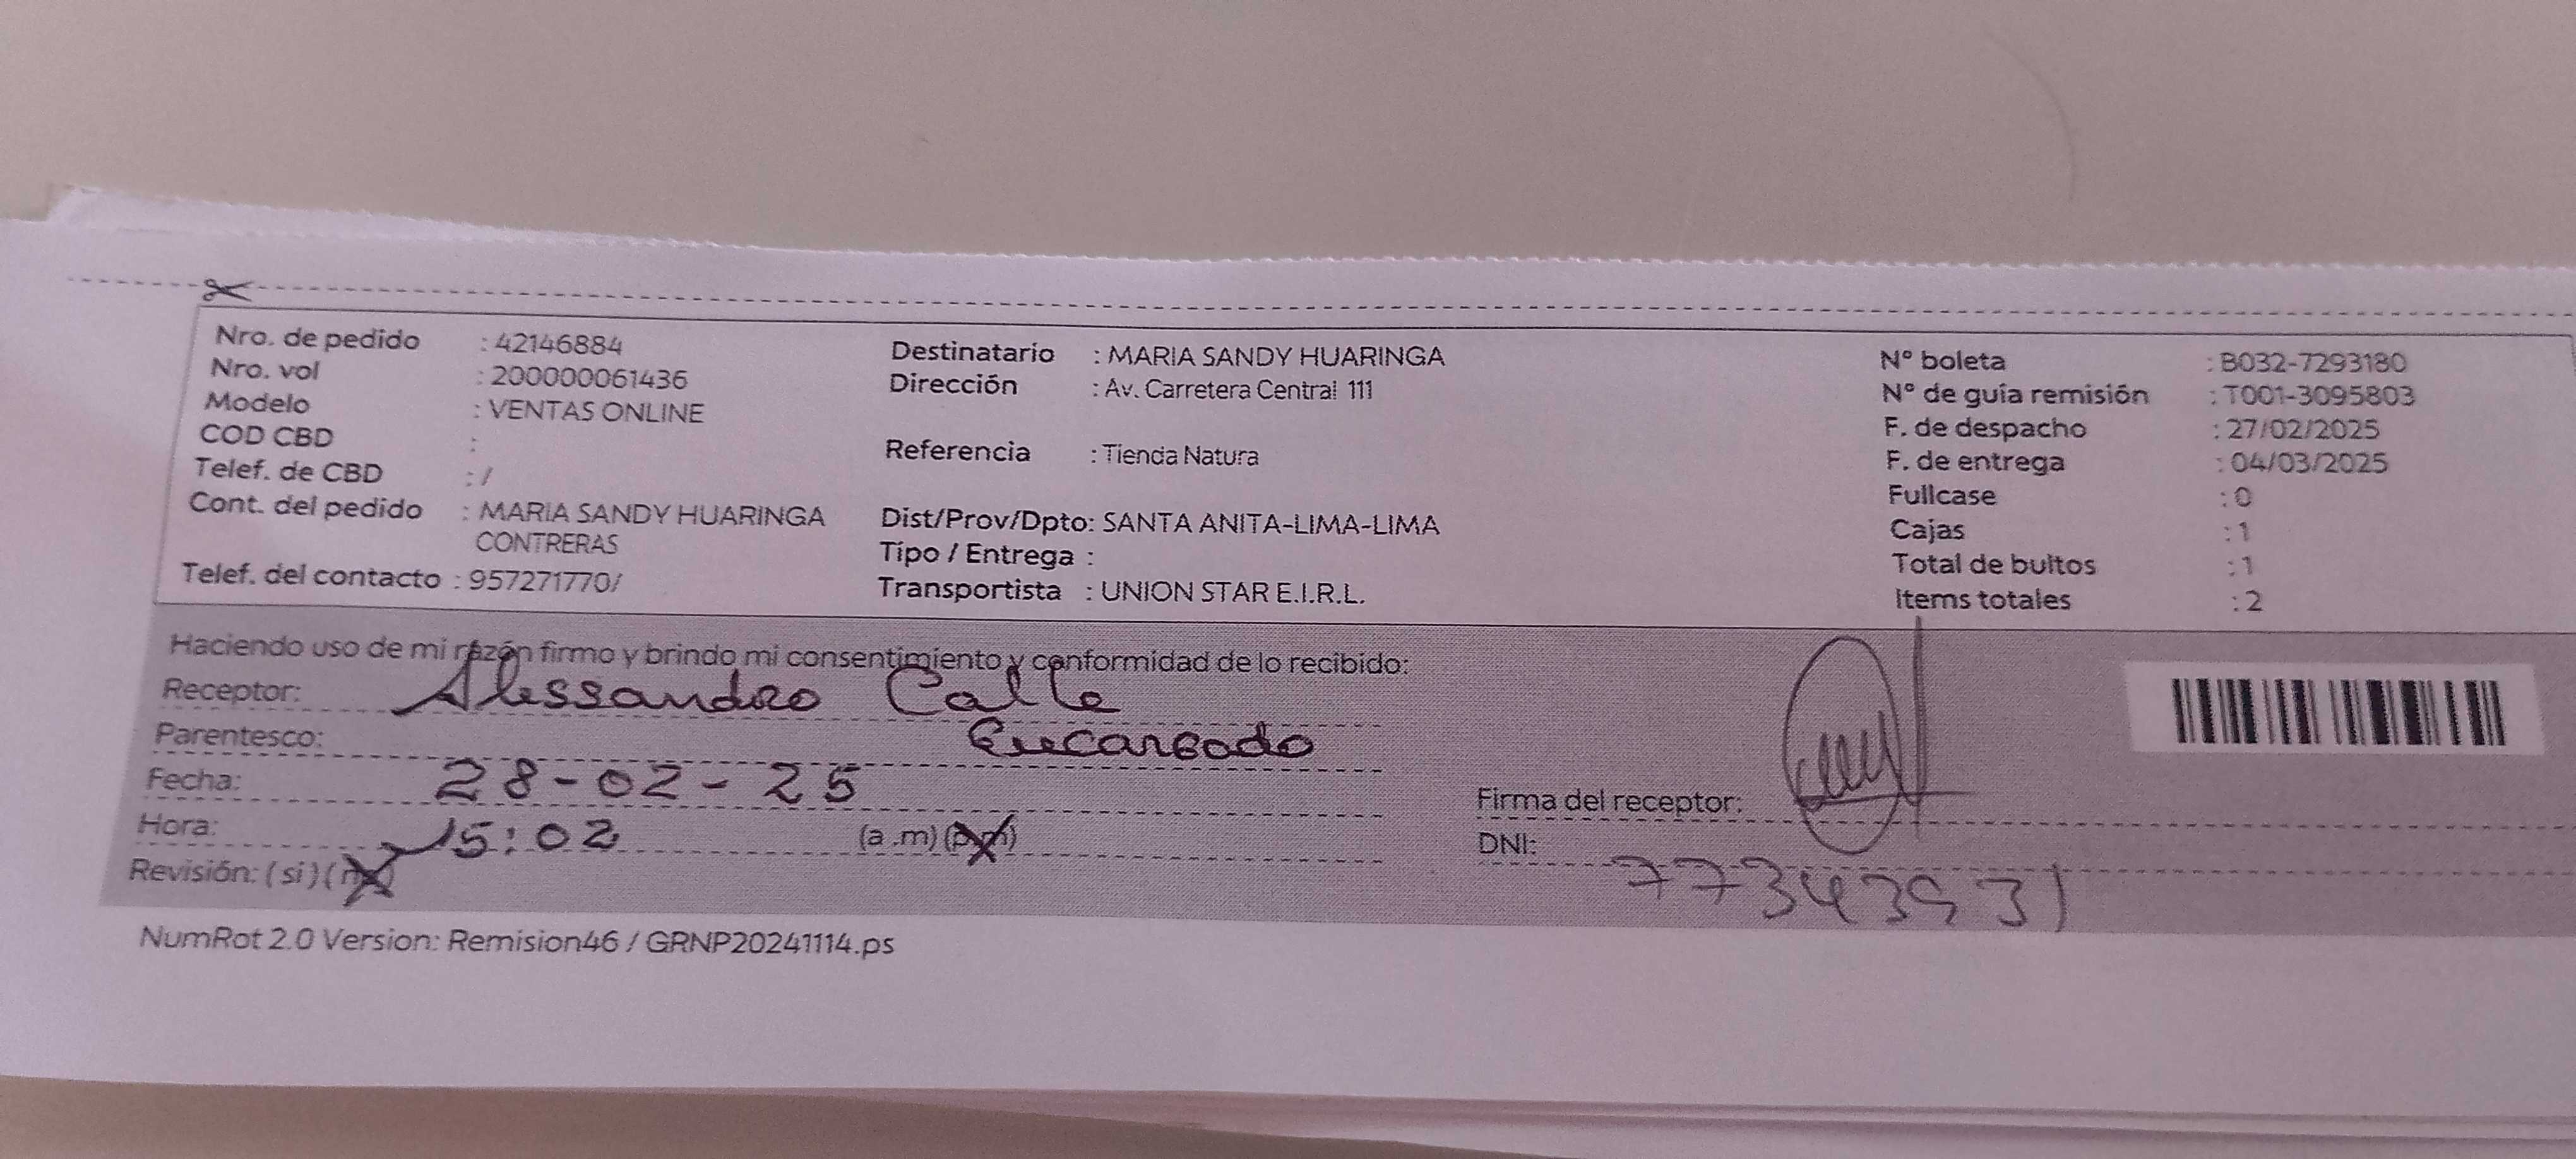 Nro. de pedido : 42146884
Nro. vol : 200000061436
Modelo : VENTAS ONLINE
COD CBD :
Telef. de CBD : /
Cont. del pedido : MARIA SANDY HUARINGA
CONTRERAS
Telef. del contacto : 957271770/
Destinatario : MARIA SANDY HUARINGA
Dirección : Av. Carretera Central 111
Referencia : Tienda Natura
Dist/Prov/Dpto: SANTA ANITA-LIMA-LIMA
Tipo / Entrega :
Transportista : UNION STAR E.I.R.L.
N° boleta : B032-7293180
N° de guía remisión : T001-3095803
F. de despacho : 27/02/2025
F. de entrega : 04/03/2025
Fullcase : 0
Cajas : 1
Total de bultos : 1
Items totales : 2
Haciendo uso de mi razón firmo y brindo mi consentimiento y conformidad de lo recibido:
Receptor: Alessandro Calle
Parentesco: Encargado
Fecha: 28-02-25
Hora: 15:02 (a .m) (p.m)
Revisión: ( si ) ( no )
Firma del receptor:
DNI: 77343931
NumRot 2.0 Version: Remision46 / GRNP20241114.ps